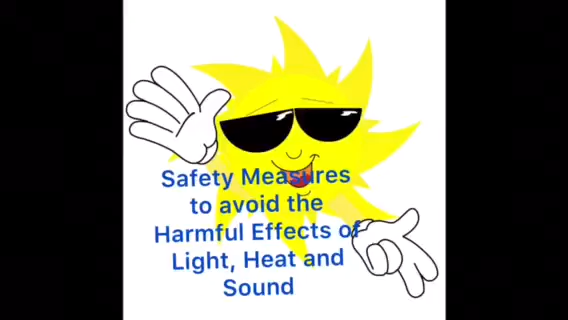 Safety Measures
to avoid the
Harmful Effects of
Light, Heat and
Sound